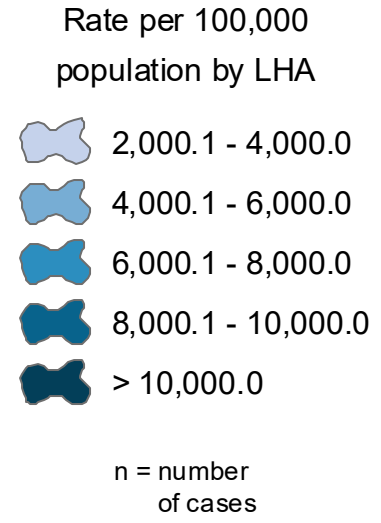 Rate per 100,000
population by LHA
2,000.1 - 4,000.0
4,000.1 - 6,000.0
6,000.1 - 8,000.0
8,000.1 - 10,000.0
> 10,000.0
n = number
of cases